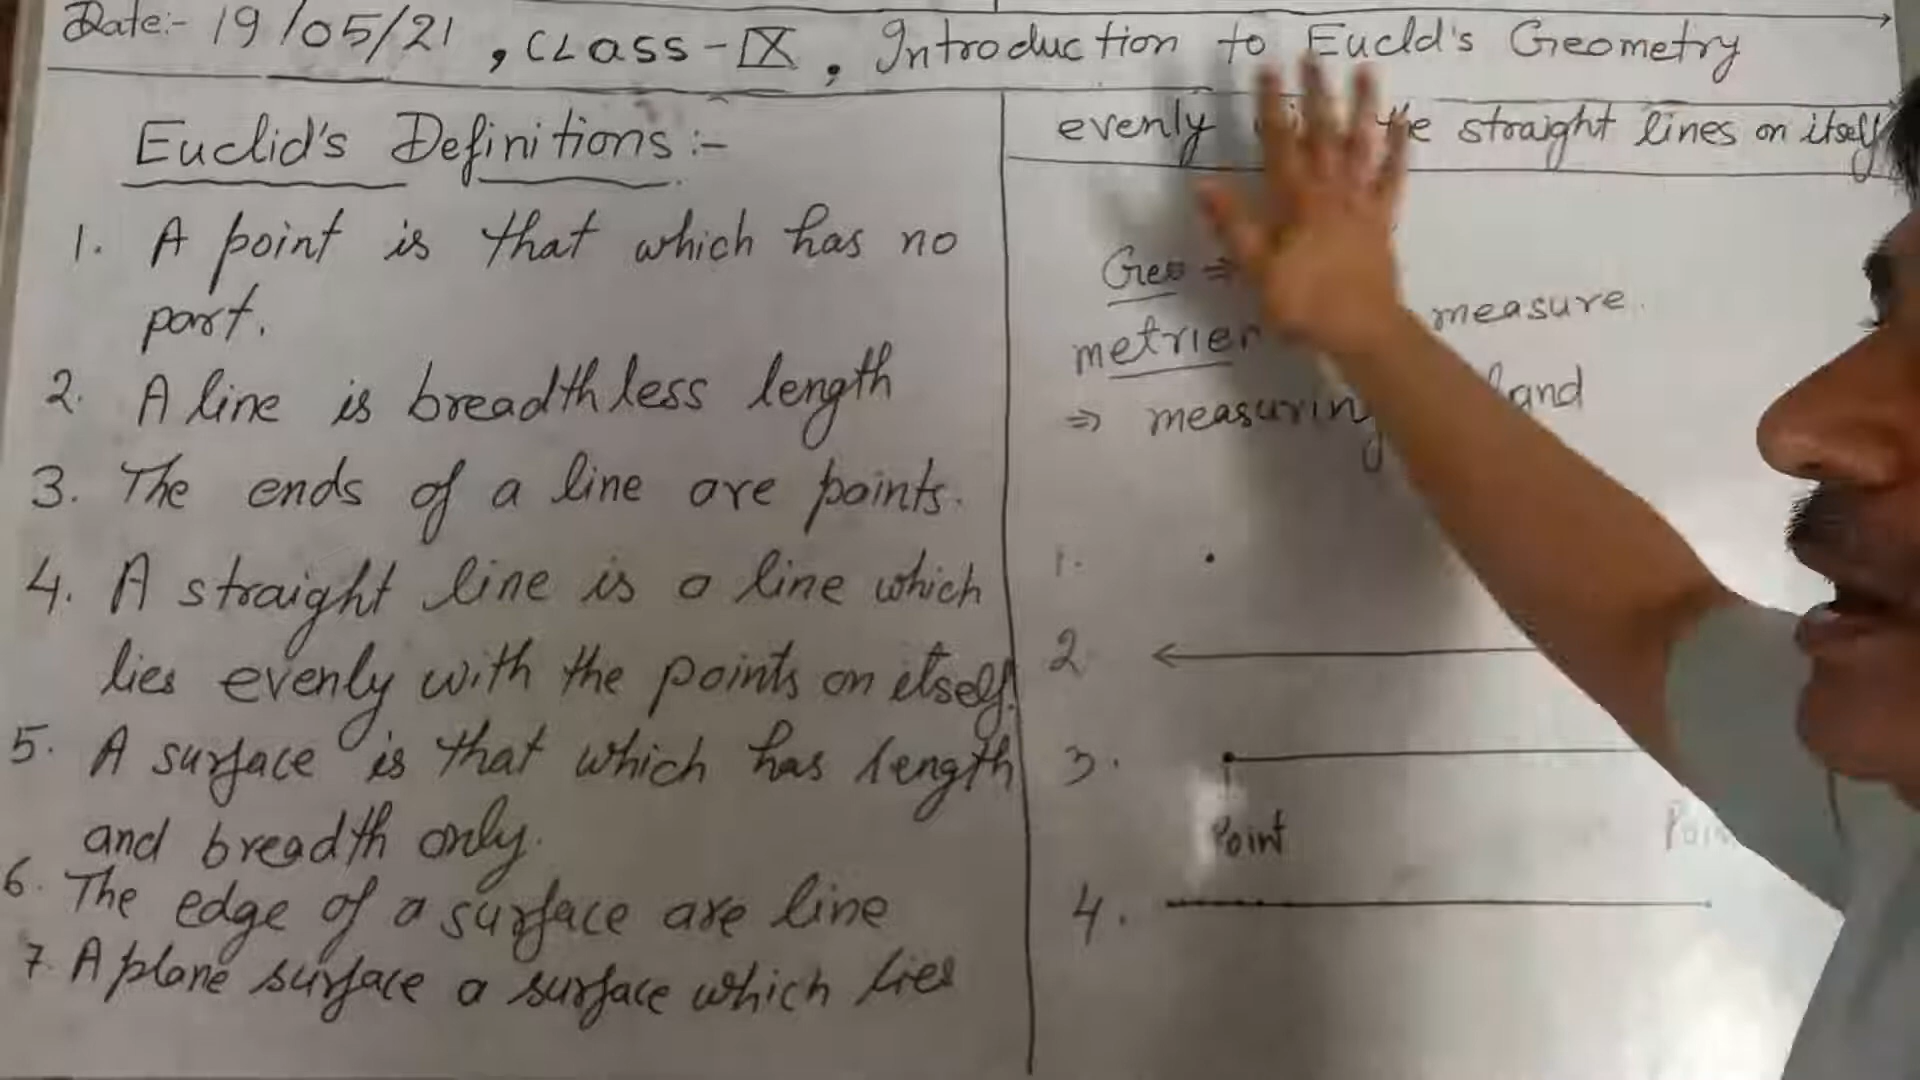 Date:- 19/05/21, CLass-IX, Introduction to Eucld's Geometry
Euclid's Definitions:-
1. A point is that which has no
part.
2. A line is breadthless length
3. The ends of a line are points.
4. A straight line is a line which
lies evenly with the points on itself.
5. A surface is that which has length
and breadth only.
6. The edge of a surface are line
7. A plane surface a surface which lies
evenly the straight lines on itself
Geo ⇒
metrien measure.
⇒ measuring land
1.
2.
3.
Point
4.